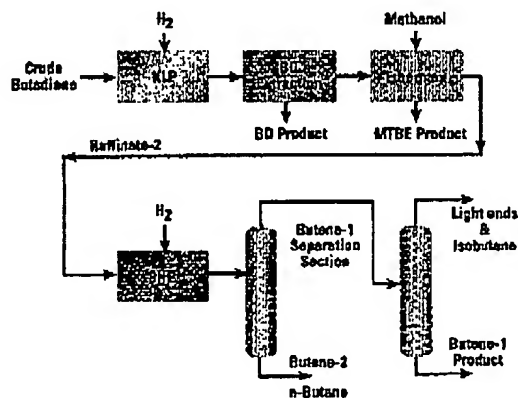 H₂
Methanol
Crude
Butadiene
KLP
BD
Extraction
BD Product
MTBE Product
Raffinate-2
H₂
Butene-1
Separation
Section
Light ends
&
Isobutane
Butene-2
n-Butane
Butene-1
Product